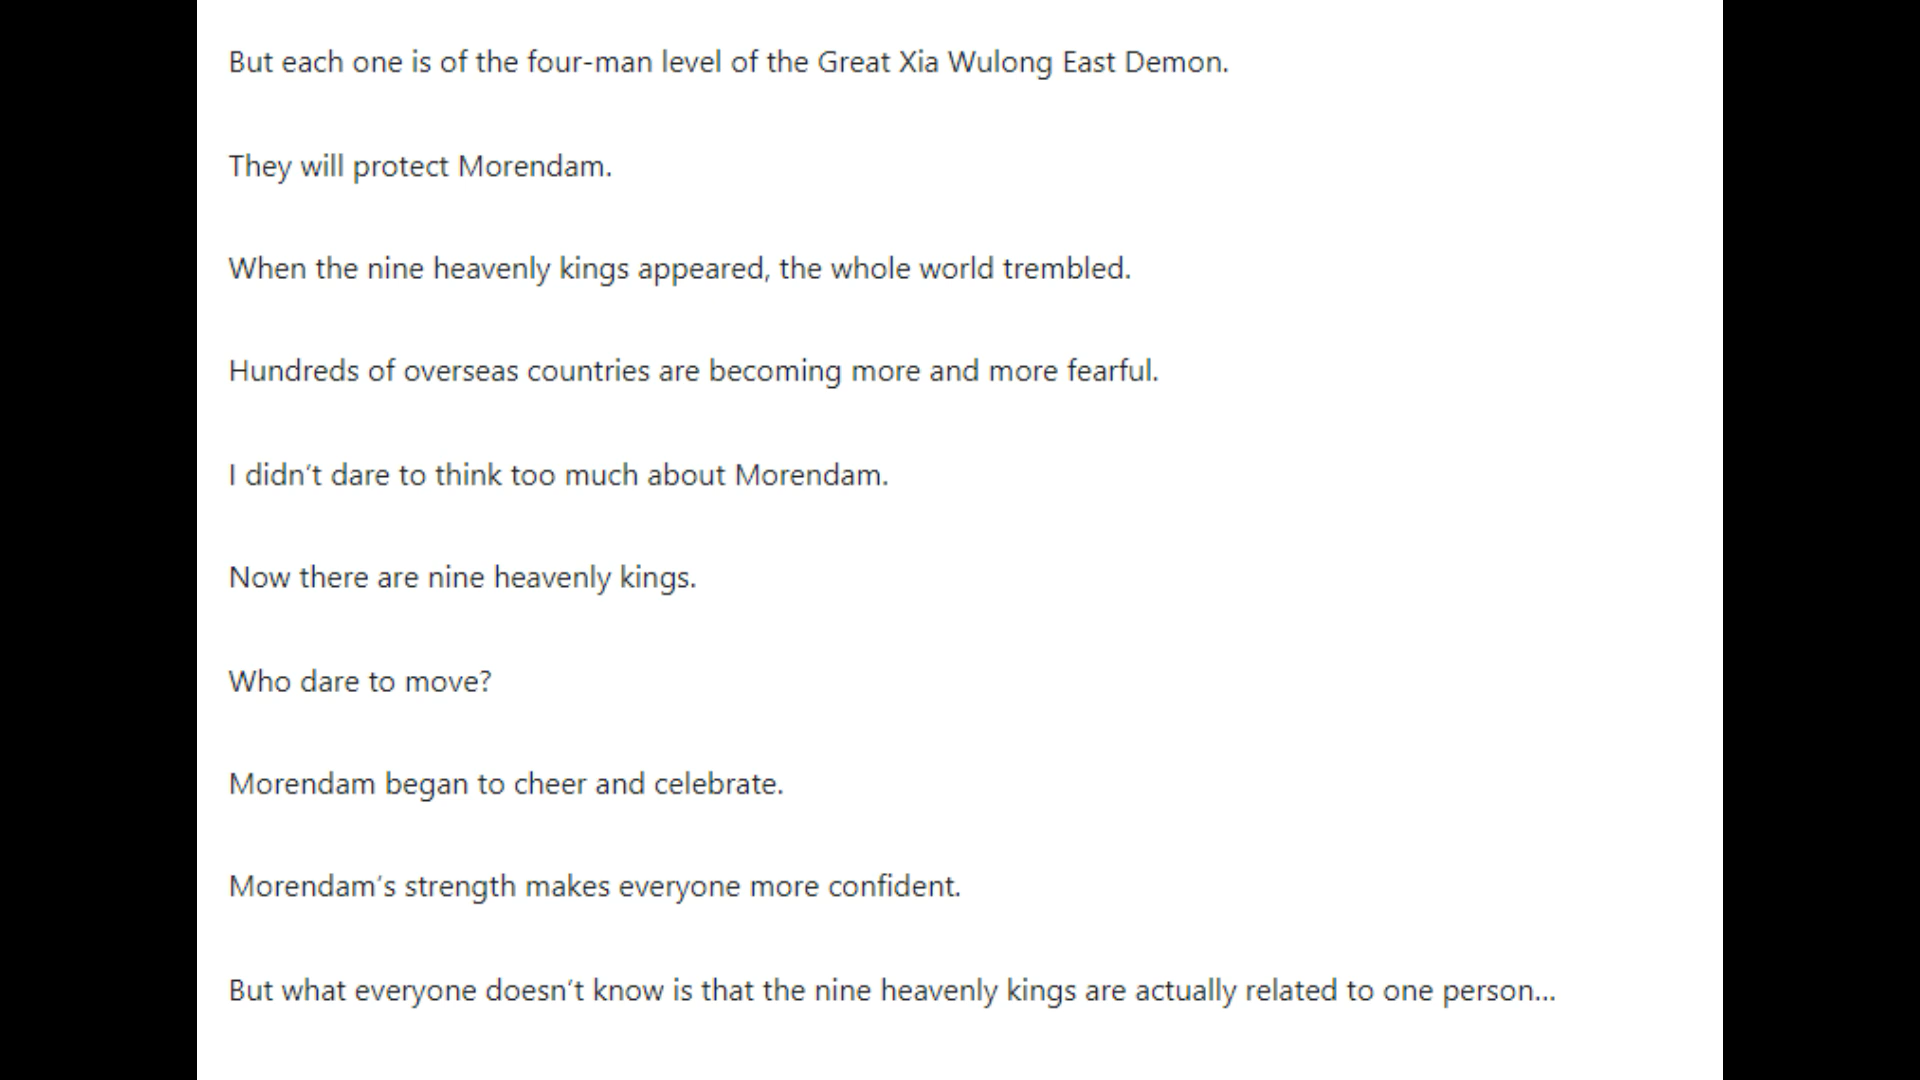 But each one is of the four-man level of the Great Xia Wulong East Demon.
They will protect Morendam.
When the nine heavenly kings appeared, the whole world trembled.
Hundreds of overseas countries are becoming more and more fearful.
I didn’t dare to think too much about Morendam.
Now there are nine heavenly kings.
Who dare to move?
Morendam began to cheer and celebrate.
Morendam’s strength makes everyone more confident.
But what everyone doesn’t know is that the nine heavenly kings are actually related to one person…